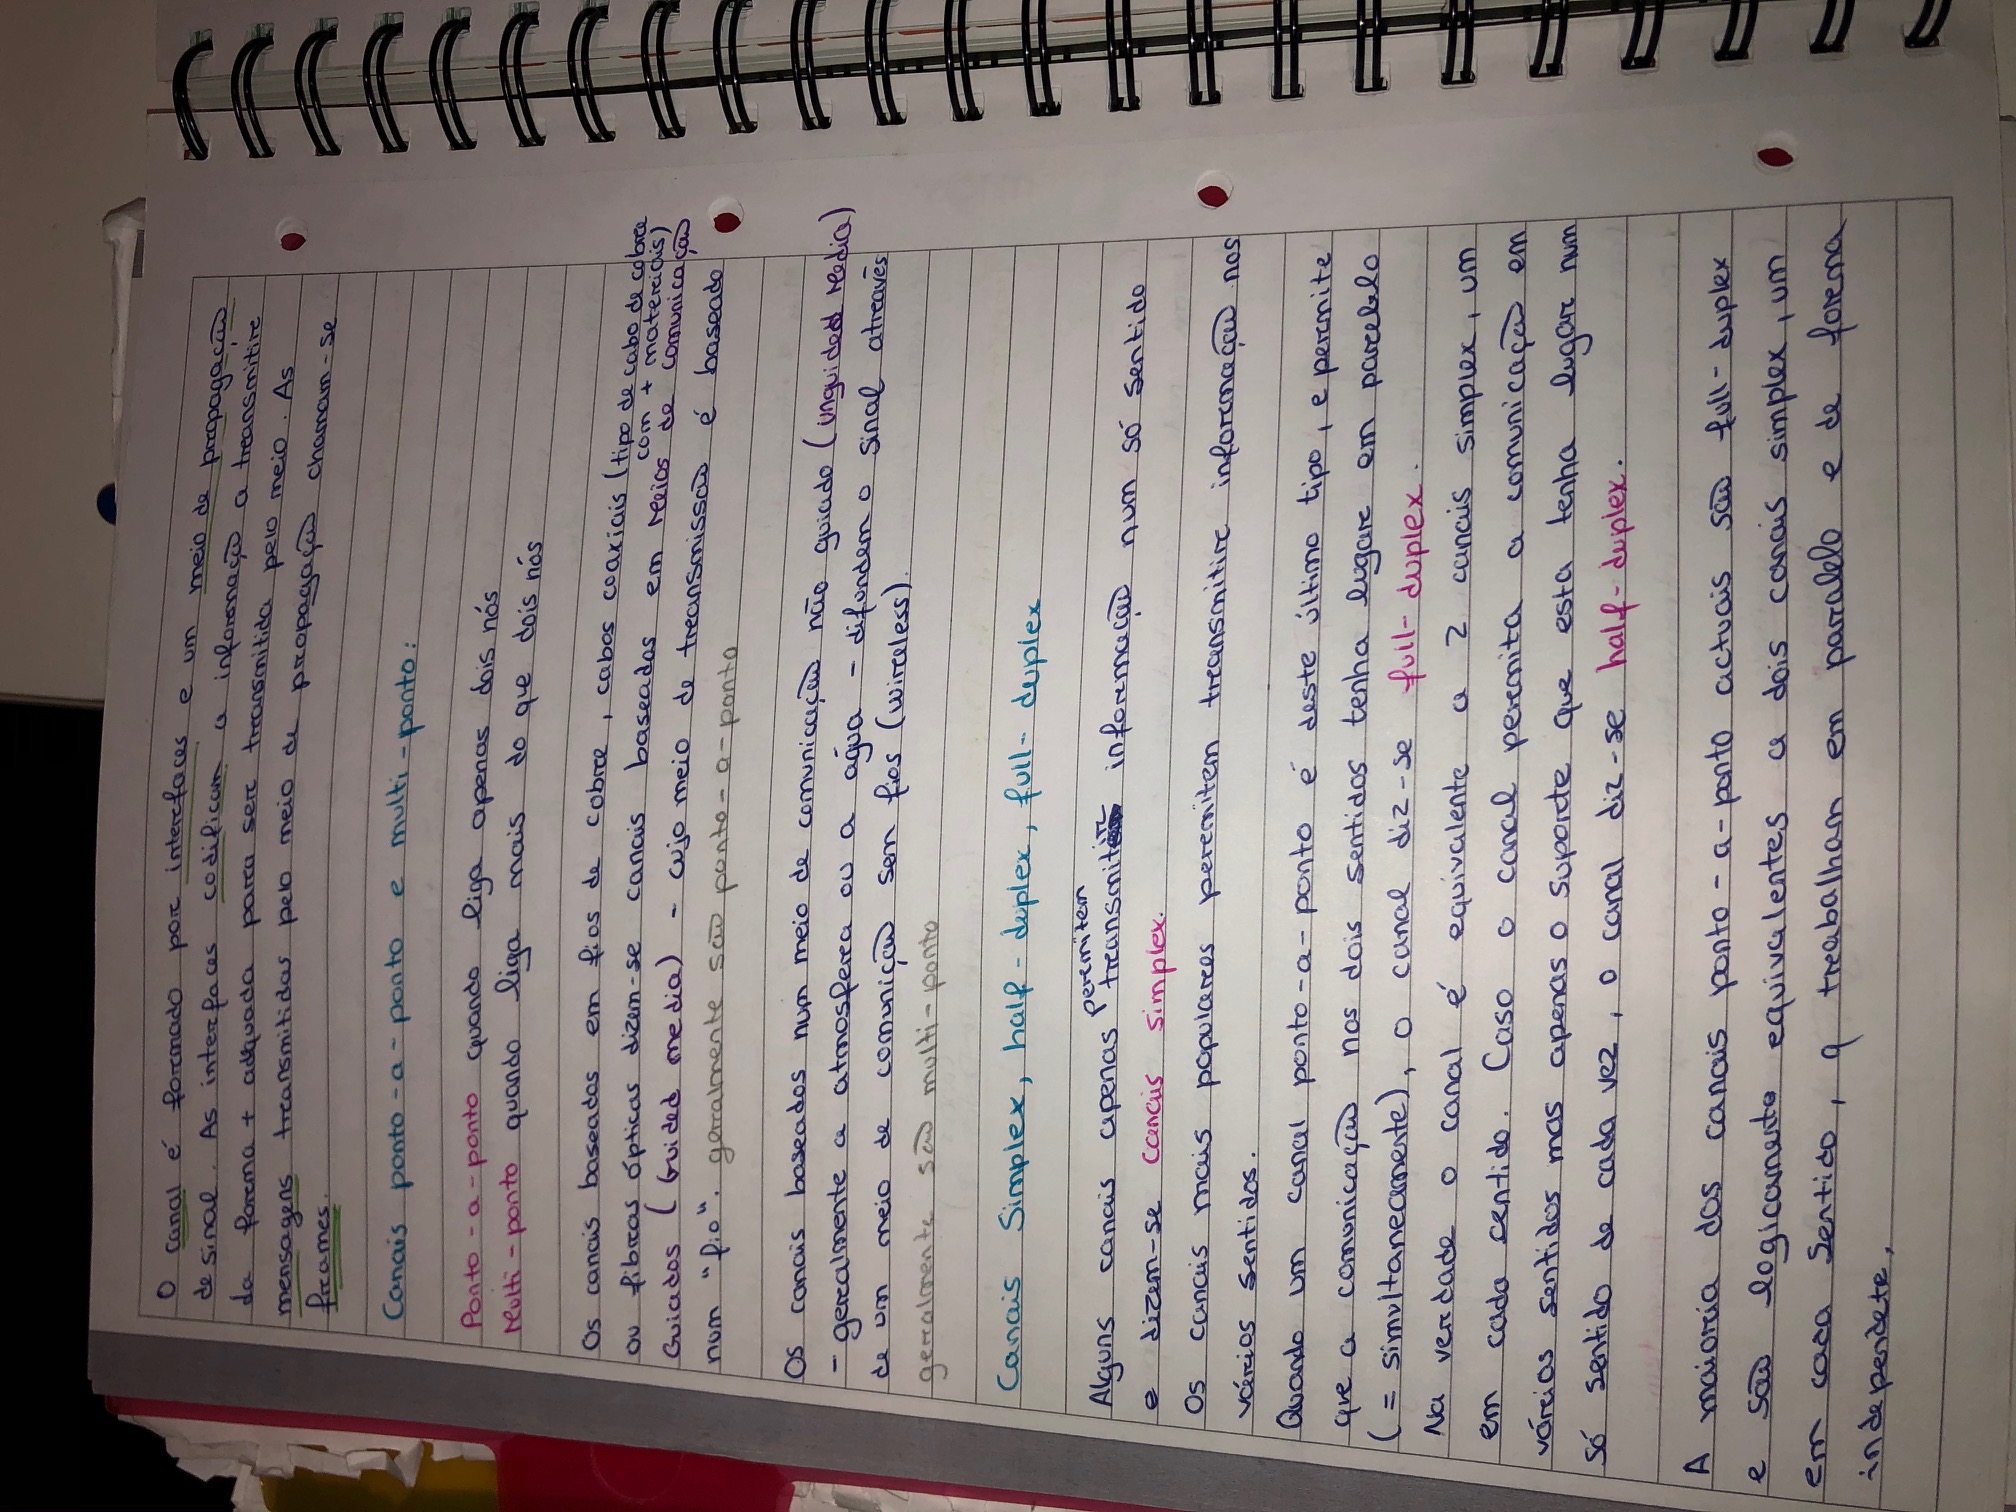 O canal é formado por interfaces e um meio de propagação
de sinal. As interfaces codificam a informação a transmitir
da forma + adquada para ser transmitida pelo meio. As
mensagens transmitidas pelo meio de propagação chamam-se
frames.
Canais ponto-a-ponto e multi-ponto:
Ponto-a-ponto quando liga apenas dois nós
Multi-ponto quando liga mais do que dois nós
Os canais baseados em fios de cobre, cabos coaxiais (tipo de cabo de cobre
com + materiais)
ou fibras ópticas dizem-se canais baseados em Meios de comunicação
Guiados (Guided media) - cujo meio de transmissão é baseado
num "fio". geralmente são ponto-a-ponto
Os canais baseados num meio de comunicação não guiado (unguided Media)
- geralmente a atmosfera ou a água - difundem o sinal através
de um meio de comunição sem fios (wireless).
geralmente são multi-ponto
Canais Simplex, half-duplex, full-duplex
Alguns canais apenas permitem transmitir informação num só sentido
e dizem-se canais simplex.
Os canais mais populares permitem transmitir informação nos
vários sentidos.
Quando um canal ponto-a-ponto é deste último tipo, e permite
que a comunicação nos dois sentidos tenha lugar em parcelelo
(= simultaneamente), o canal diz-se full-duplex.
Na verdade o canal é equivalente a 2 canais simplex, um
em cada centido. Caso o canal permita a comunicação em
vários sentidos mas apenas o suporte que esta tenha lugar num
só sentido de cada vez, o canal diz-se half-duplex.
A maioria dos canais ponto-a-ponto actuais são full-duplex
e são logicamente equivalentes a dois canais simplex, um
em cada Sentido, q trabalham em parralelo e de forma
independete,